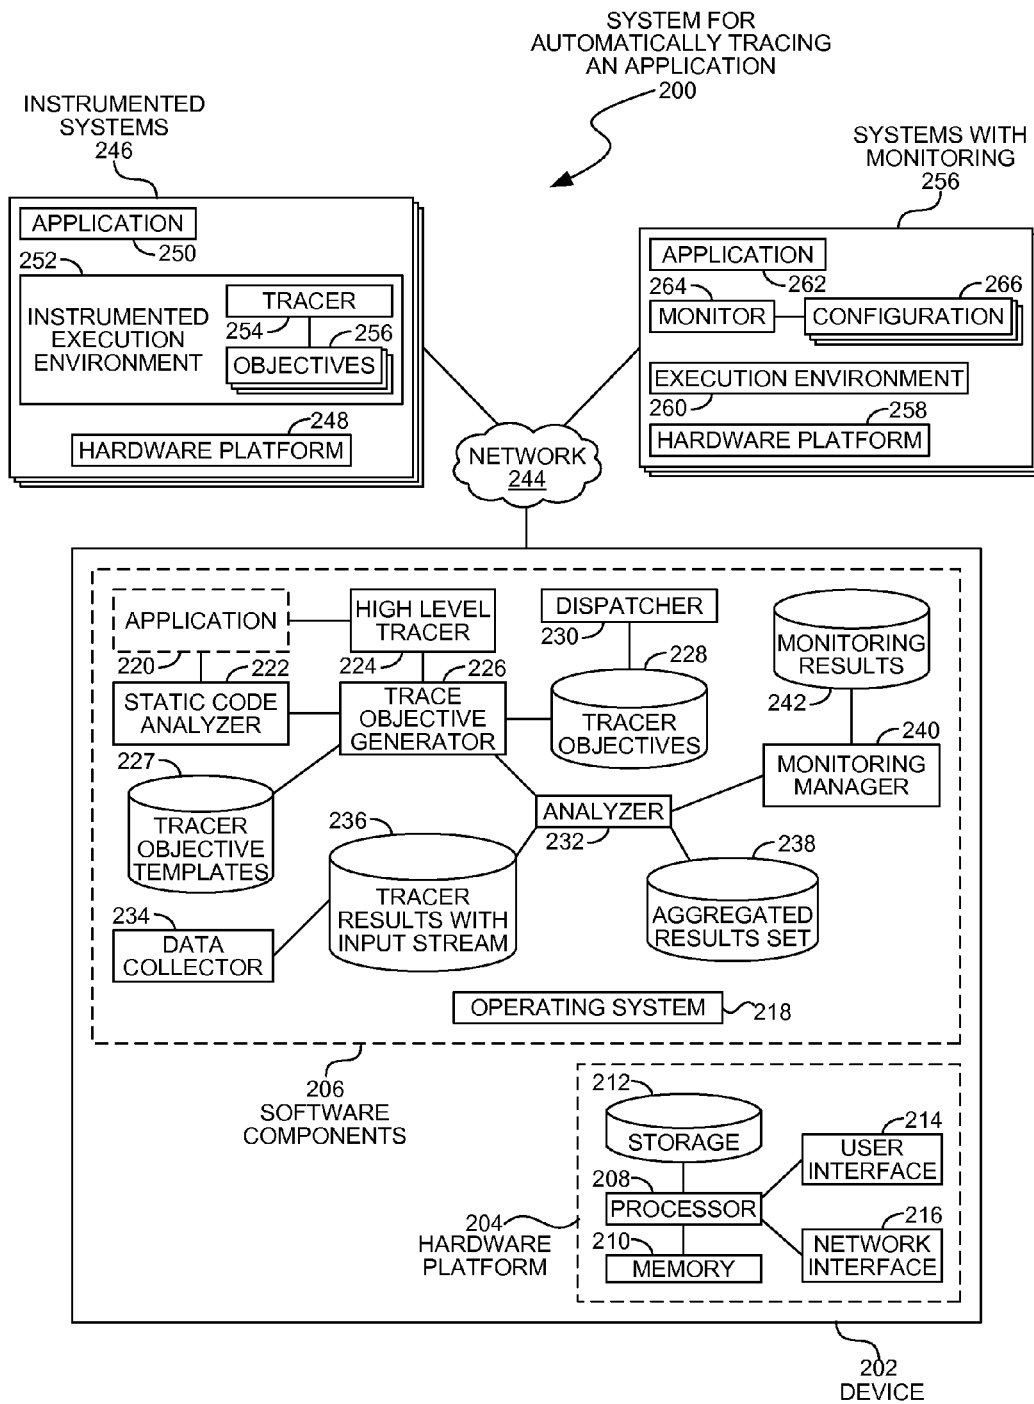 SYSTEM FOR
AUTOMATICALLY TRACING
AN APPLICATION
200
INSTRUMENTED
SYSTEMS
246
SYSTEMS WITH
MONITORING
256
APPLICATION
250
252
INSTRUMENTED
EXECUTION
ENVIRONMENT
TRACER
254
256
OBJECTIVES
248
HARDWARE PLATFORM
APPLICATION
262
264
266
MONITOR
CONFIGURATION
EXECUTION ENVIRONMENT
260
258
HARDWARE PLATFORM
NETWORK
244
APPLICATION
220
HIGH LEVEL
TRACER
224
DISPATCHER
230
MONITORING
RESULTS
242
222
STATIC CODE
ANALYZER
226
TRACE
OBJECTIVE
GENERATOR
228
TRACER
OBJECTIVES
240
MONITORING
MANAGER
227
TRACER
OBJECTIVE
TEMPLATES
ANALYZER
232
236
TRACER
RESULTS WITH
INPUT STREAM
238
AGGREGATED
RESULTS SET
234
DATA
COLLECTOR
OPERATING SYSTEM
218
206
SOFTWARE
COMPONENTS
212
STORAGE
214
USER
INTERFACE
208
PROCESSOR
204
HARDWARE
PLATFORM
210
MEMORY
216
NETWORK
INTERFACE
202
DEVICE